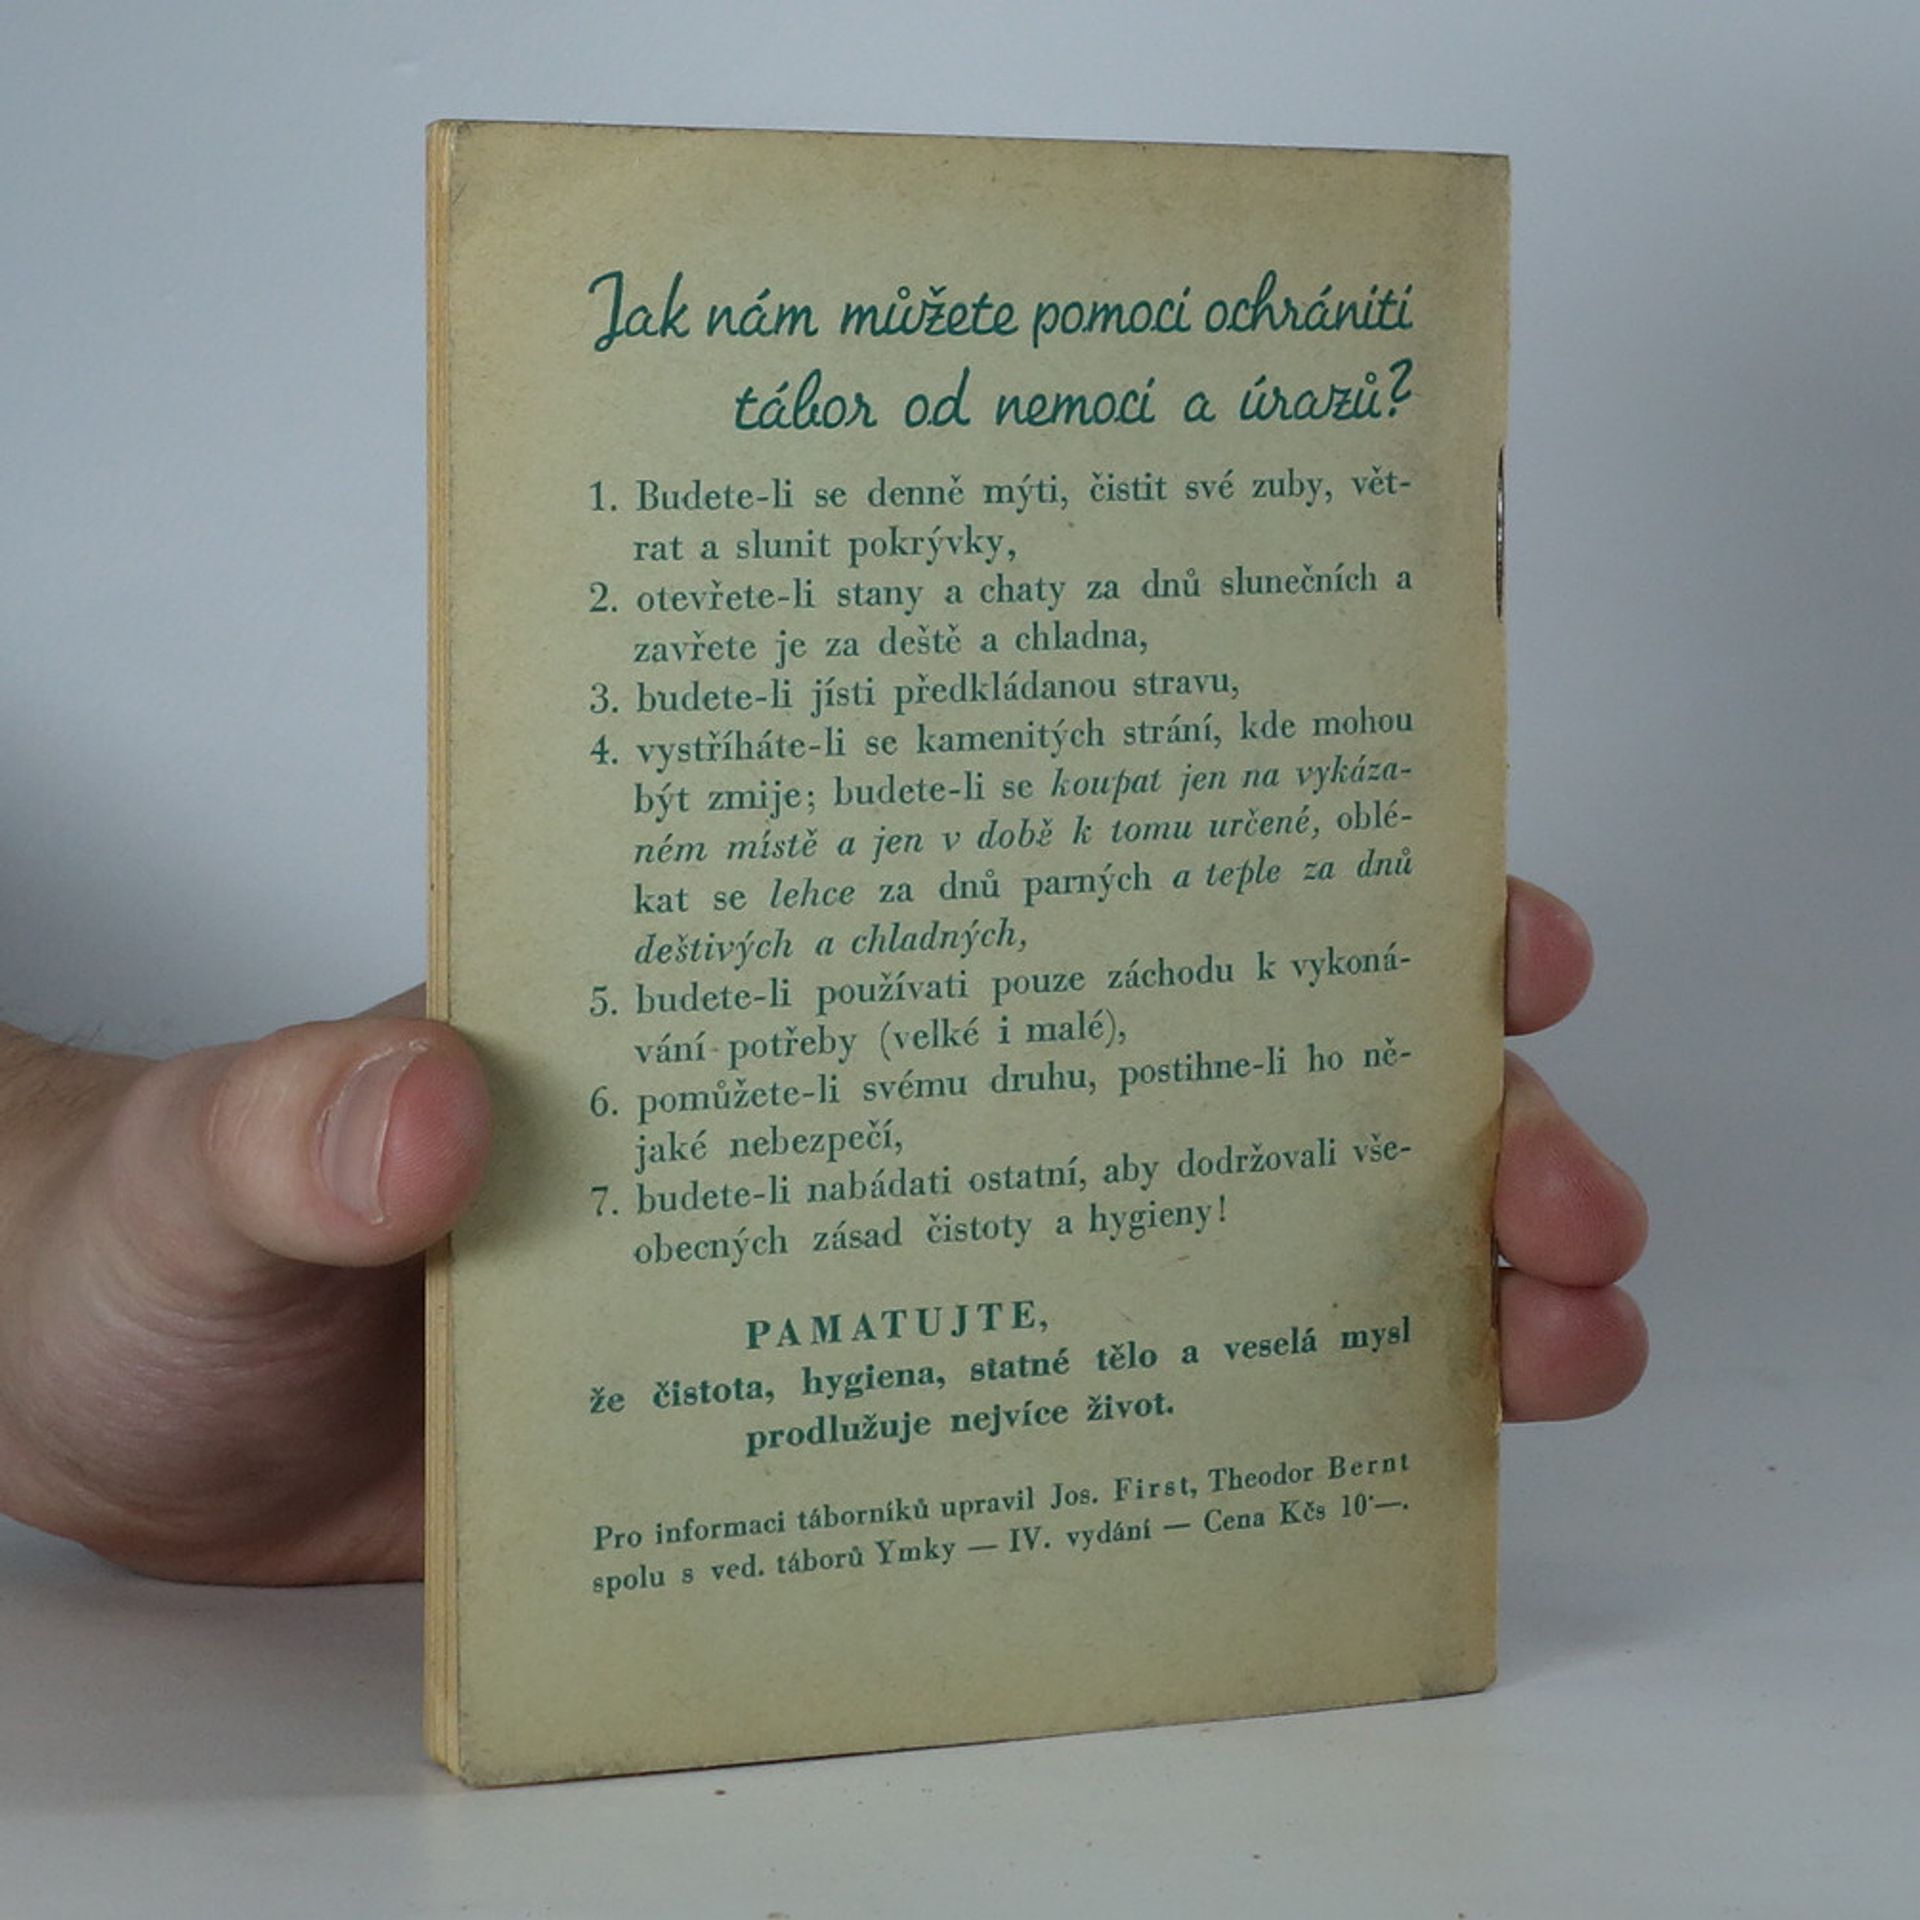 Jak nám můžete pomoci ochrániti
tábor od nemocí a úrazů?
1. Budete-li se denně mýti, čistit své zuby, vět-
rat a slunit pokrývky,
2. otevřete-li stany a chaty za dnů slunečních a
zavřete je za deště a chladna,
3. budete-li jísti předkládanou stravu,
4. vystříháte-li se kamenitých strání, kde mohou
být zmije; budete-li se koupat jen na vykáza-
ném místě a jen v době k tomu určené, oblé-
kat se lehce za dnů parných a teple za dnů
deštivých a chladných,
5. budete-li používati pouze záchodu k vykoná-
vání potřeby (velké i malé),
6. pomůžete-li svému druhu, postihne-li ho ně-
jaké nebezpečí,
7. budete-li nabádati ostatní, aby dodržovali vše-
obecných zásad čistoty a hygieny!
PAMATUJTE,
že čistota, hygiena, statné tělo a veselá mysl
prodlužuje nejvíce život.
Pro informaci táborníků upravil Jos. First, Theodor Bernt
spolu s ved. táborů Ymky — IV. vydání — Cena Kčs 10·—.